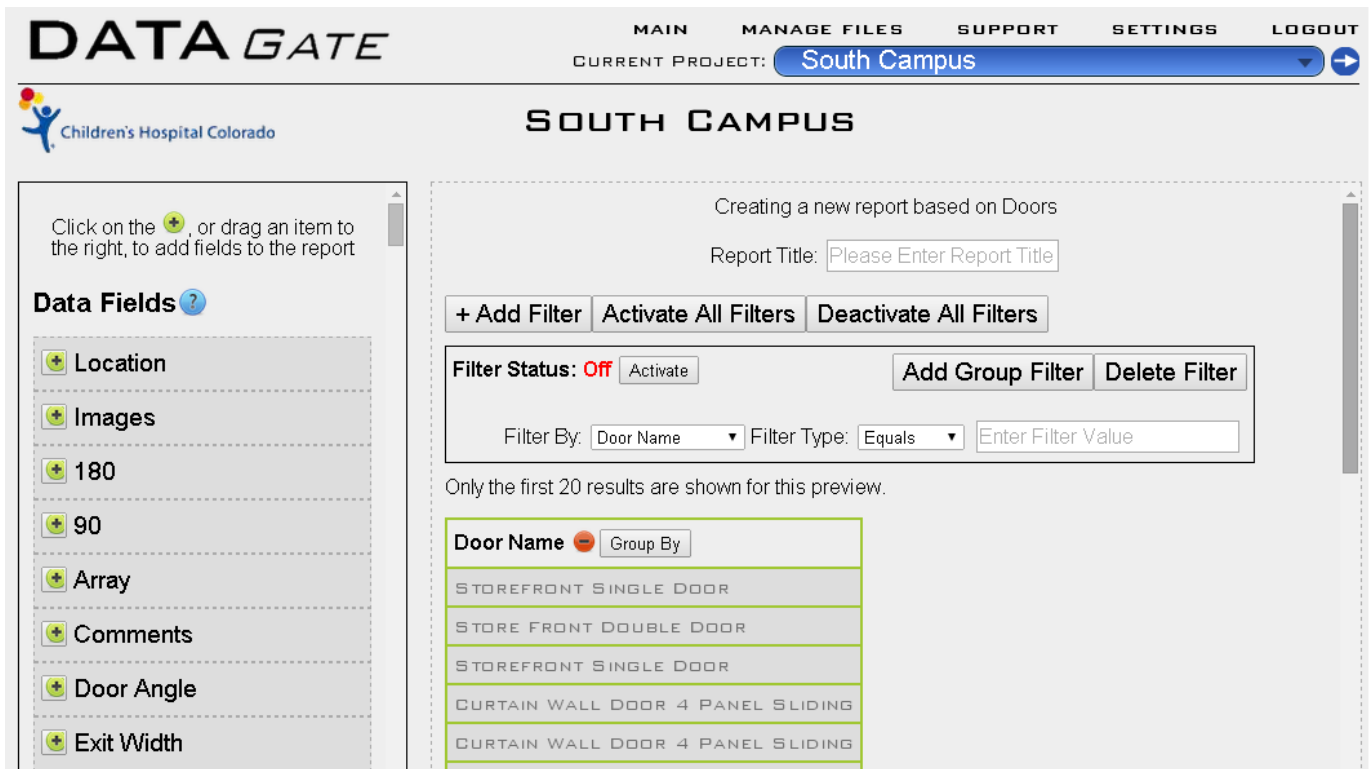 DATA GATE
MAIN MANAGE FILES SUPPORT SETTINGS LOGOUT
CURRENT PROJECT: South Campus
Children's Hospital Colorado
SOUTH CAMPUS
Click on the , or drag an item to
the right, to add fields to the report
Data Fields ?
Location
Images
180
90
Array
Comments
Door Angle
Exit Width
Creating a new report based on Doors
Report Title: Please Enter Report Title
+ Add Filter Activate All Filters Deactivate All Filters
Filter Status: Off Activate Add Group Filter Delete Filter
Filter By: Door Name Filter Type: Equals Enter Filter Value
Only the first 20 results are shown for this preview.
Door Name Group By
STOREFRONT SINGLE DOOR
STORE FRONT DOUBLE DOOR
STOREFRONT SINGLE DOOR
CURTAIN WALL DOOR 4 PANEL SLIDING
CURTAIN WALL DOOR 4 PANEL SLIDING